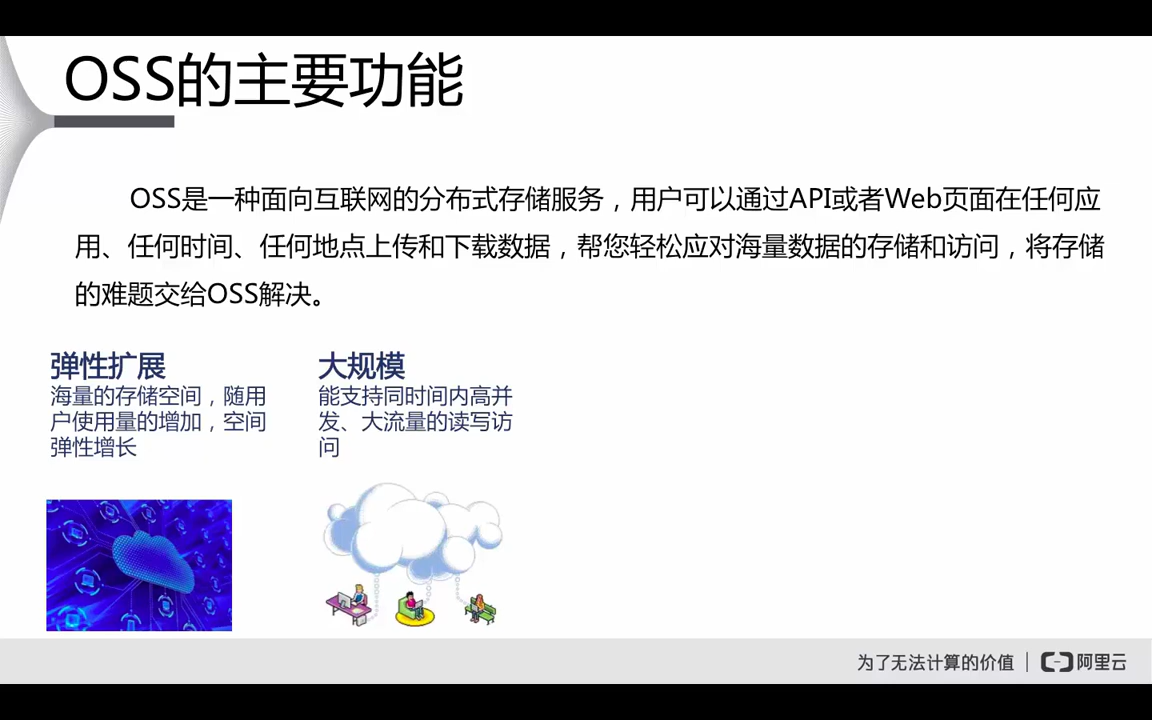 OSS的主要功能
OSS是一种面向互联网的分布式存储服务，用户可以通过API或者Web页面在任何应
用、任何时间、任何地点上传和下载数据，帮您轻松应对海量数据的存储和访问，将存储
的难题交给OSS解决。
弹性扩展
海量的存储空间，随用
户使用量的增加，空间
弹性增长
大规模
能支持同时间内高并
发、大流量的读写访
问
为了无法计算的价值 | 阿里云